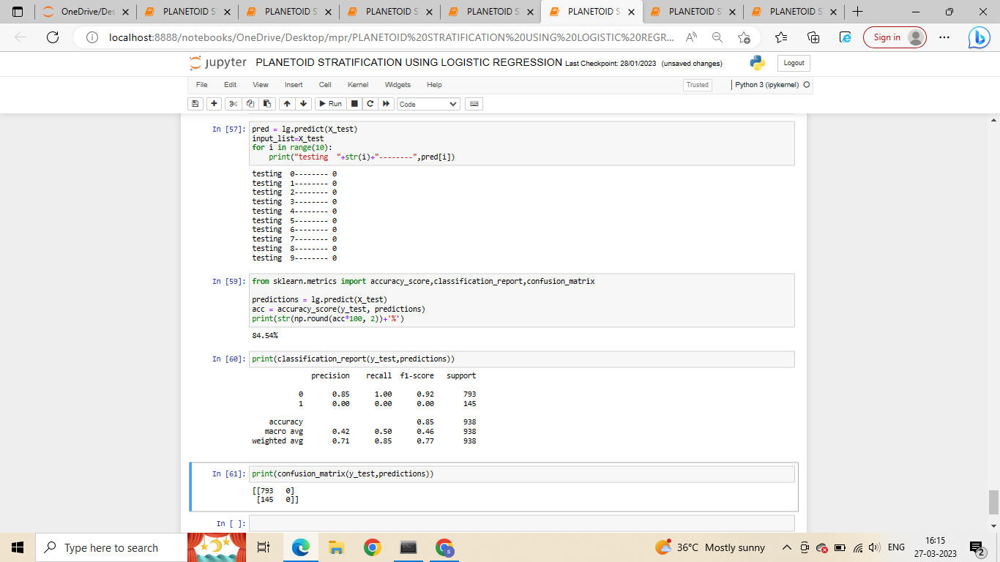 OneDrive/Des
PLANETOID S
PLANETOID S
PLANETOID S
PLANETOID S
PLANETOID S
PLANETOID S
PLANETOID S
localhost:8888/notebooks/OneDrive/Desktop/mpr/PLANETOID%20STRATIFICATION%20USING%20LOGISTIC%20REGR...
Sign in
jupyter PLANETOID STRATIFICATION USING LOGISTIC REGRESSION Last Checkpoint: 28/01/2023 (unsaved changes)
Logout
File Edit View Insert Cell Kernel Widgets Help
Trusted
Python 3 (ipykernel)
Run
Code
In [57]: pred = lg.predict(X_test)
input_list=X_test
for i in range(10):
    print("testing  "+str(i)+"--------",pred[i])
testing  0-------- 0
testing  1-------- 0
testing  2-------- 0
testing  3-------- 0
testing  4-------- 0
testing  5-------- 0
testing  6-------- 0
testing  7-------- 0
testing  8-------- 0
testing  9-------- 0
In [59]: from sklearn.metrics import accuracy_score,classification_report,confusion_matrix
predictions = lg.predict(X_test)
acc = accuracy_score(y_test, predictions)
print(str(np.round(acc*100, 2))+'%')
84.54%
In [60]: print(classification_report(y_test,predictions))
precision recall f1-score support
0 0.85 1.00 0.92 793
1 0.00 0.00 0.00 145
accuracy 0.85 938
macro avg 0.42 0.50 0.46 938
weighted avg 0.71 0.85 0.77 938
In [61]: print(confusion_matrix(y_test,predictions))
[[793   0]
 [145   0]]
In [ ]:
Type here to search
36°C Mostly sunny
ENG
16:15
27-03-2023
2